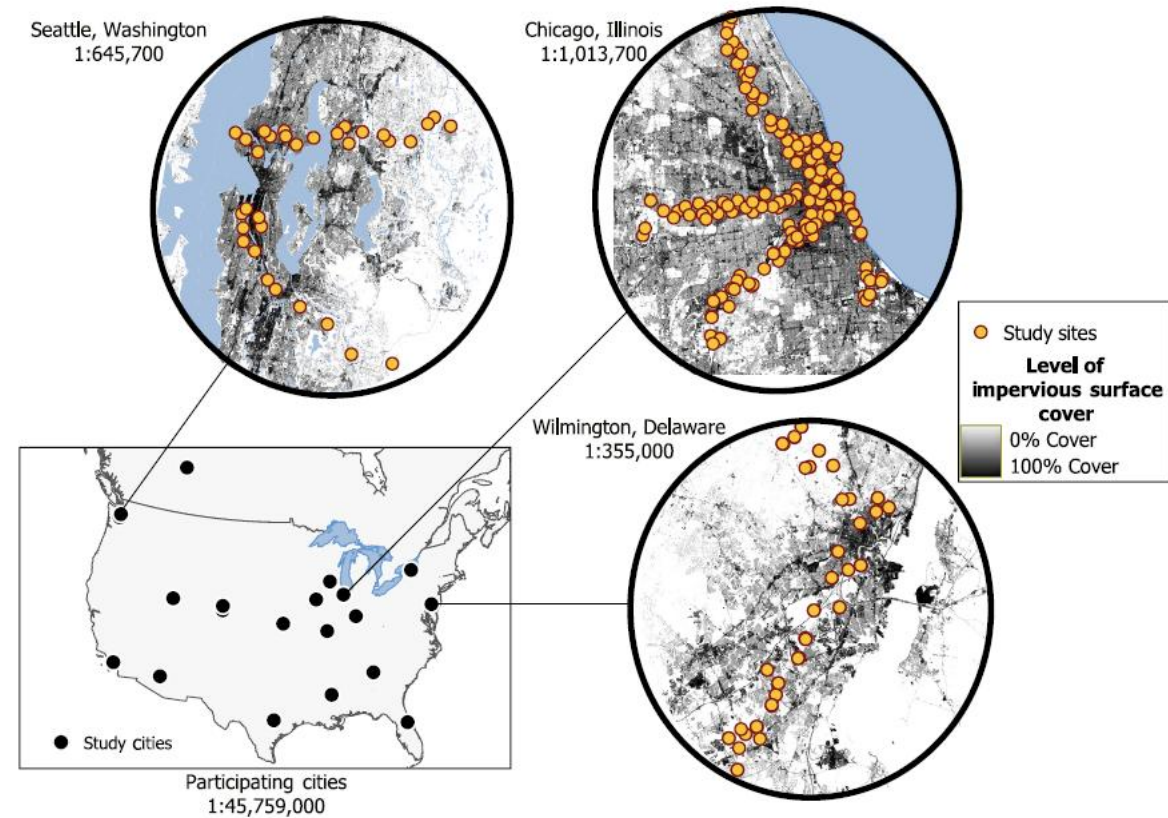 Seattle, Washington
1:645,700
Chicago, Illinois
1:1,013,700
Study sites
Level of
impervious surface
cover
0% Cover
100% Cover
Wilmington, Delaware
1:355,000
Study cities
Participating cities
1:45,759,000